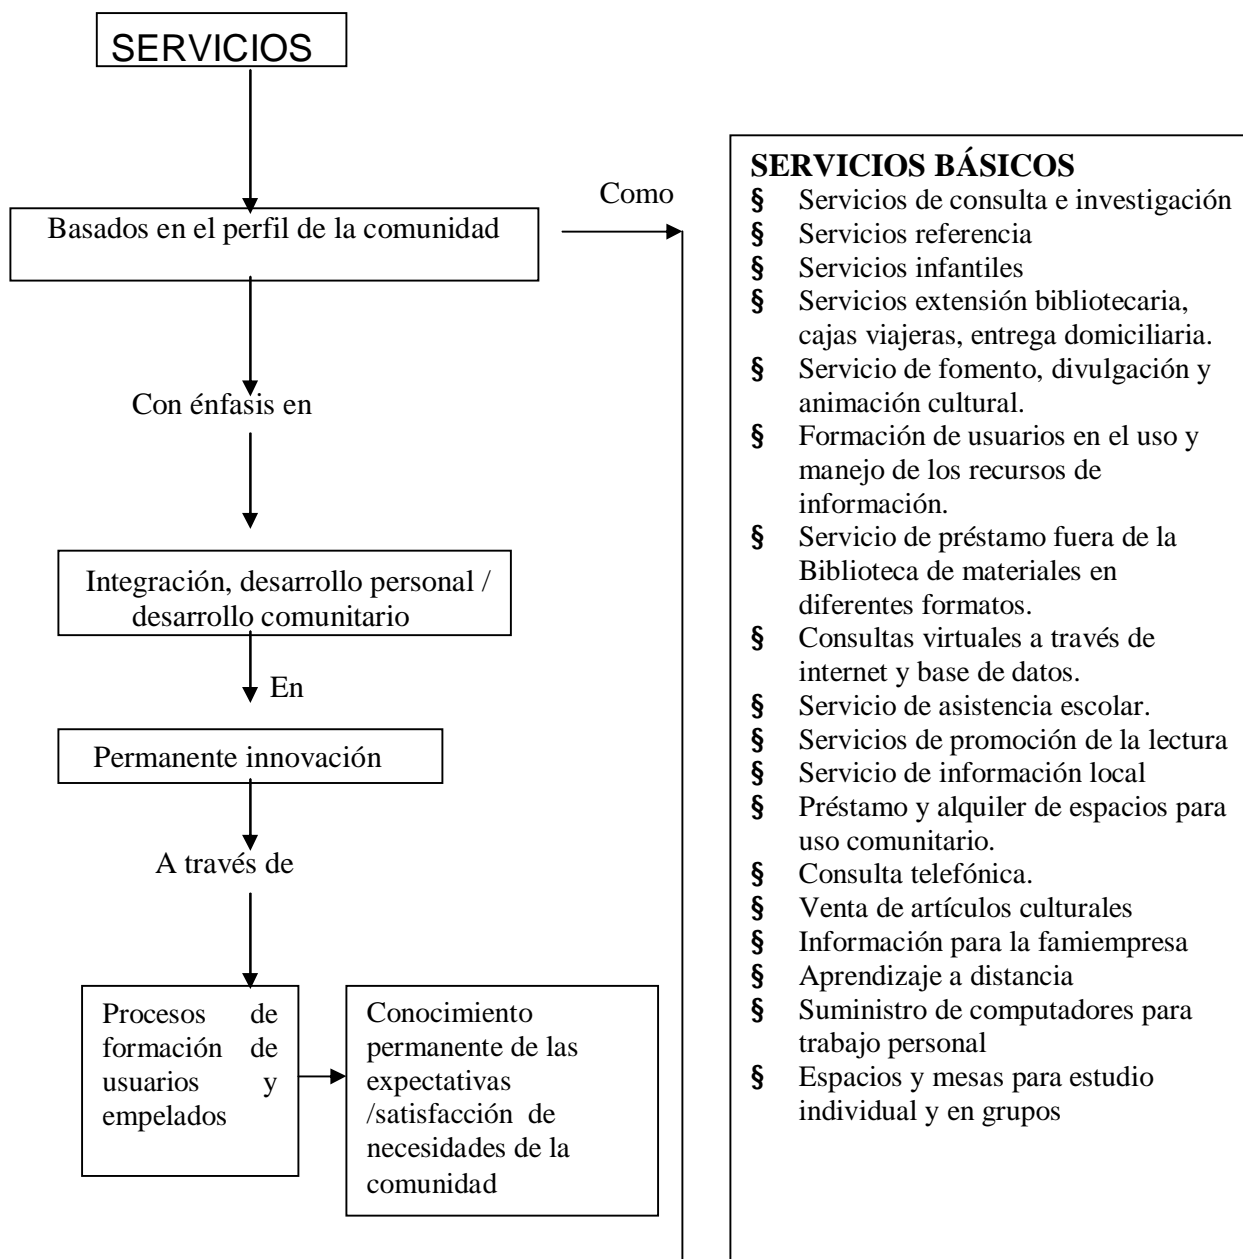 SERVICIOS
Basados en el perfil de la comunidad
Como
Con énfasis en
Integración, desarrollo personal /
desarrollo comunitario
En
Permanente innovación
A través de
Procesos de
formación de
usuarios y
empelados
Conocimiento
permanente de las
expectativas
/satisfacción de
necesidades de la
comunidad
SERVICIOS BÁSICOS
§ Servicios de consulta e investigación
§ Servicios referencia
§ Servicios infantiles
§ Servicios extensión bibliotecaria,
cajas viajeras, entrega domiciliaria.
§ Servicio de fomento, divulgación y
animación cultural.
§ Formación de usuarios en el uso y
manejo de los recursos de
información.
§ Servicio de préstamo fuera de la
Biblioteca de materiales en
diferentes formatos.
§ Consultas virtuales a través de
internet y base de datos.
§ Servicio de asistencia escolar.
§ Servicios de promoción de la lectura
§ Servicio de información local
§ Préstamo y alquiler de espacios para
uso comunitario.
§ Consulta telefónica.
§ Venta de artículos culturales
§ Información para la famiempresa
§ Aprendizaje a distancia
§ Suministro de computadores para
trabajo personal
§ Espacios y mesas para estudio
individual y en grupos